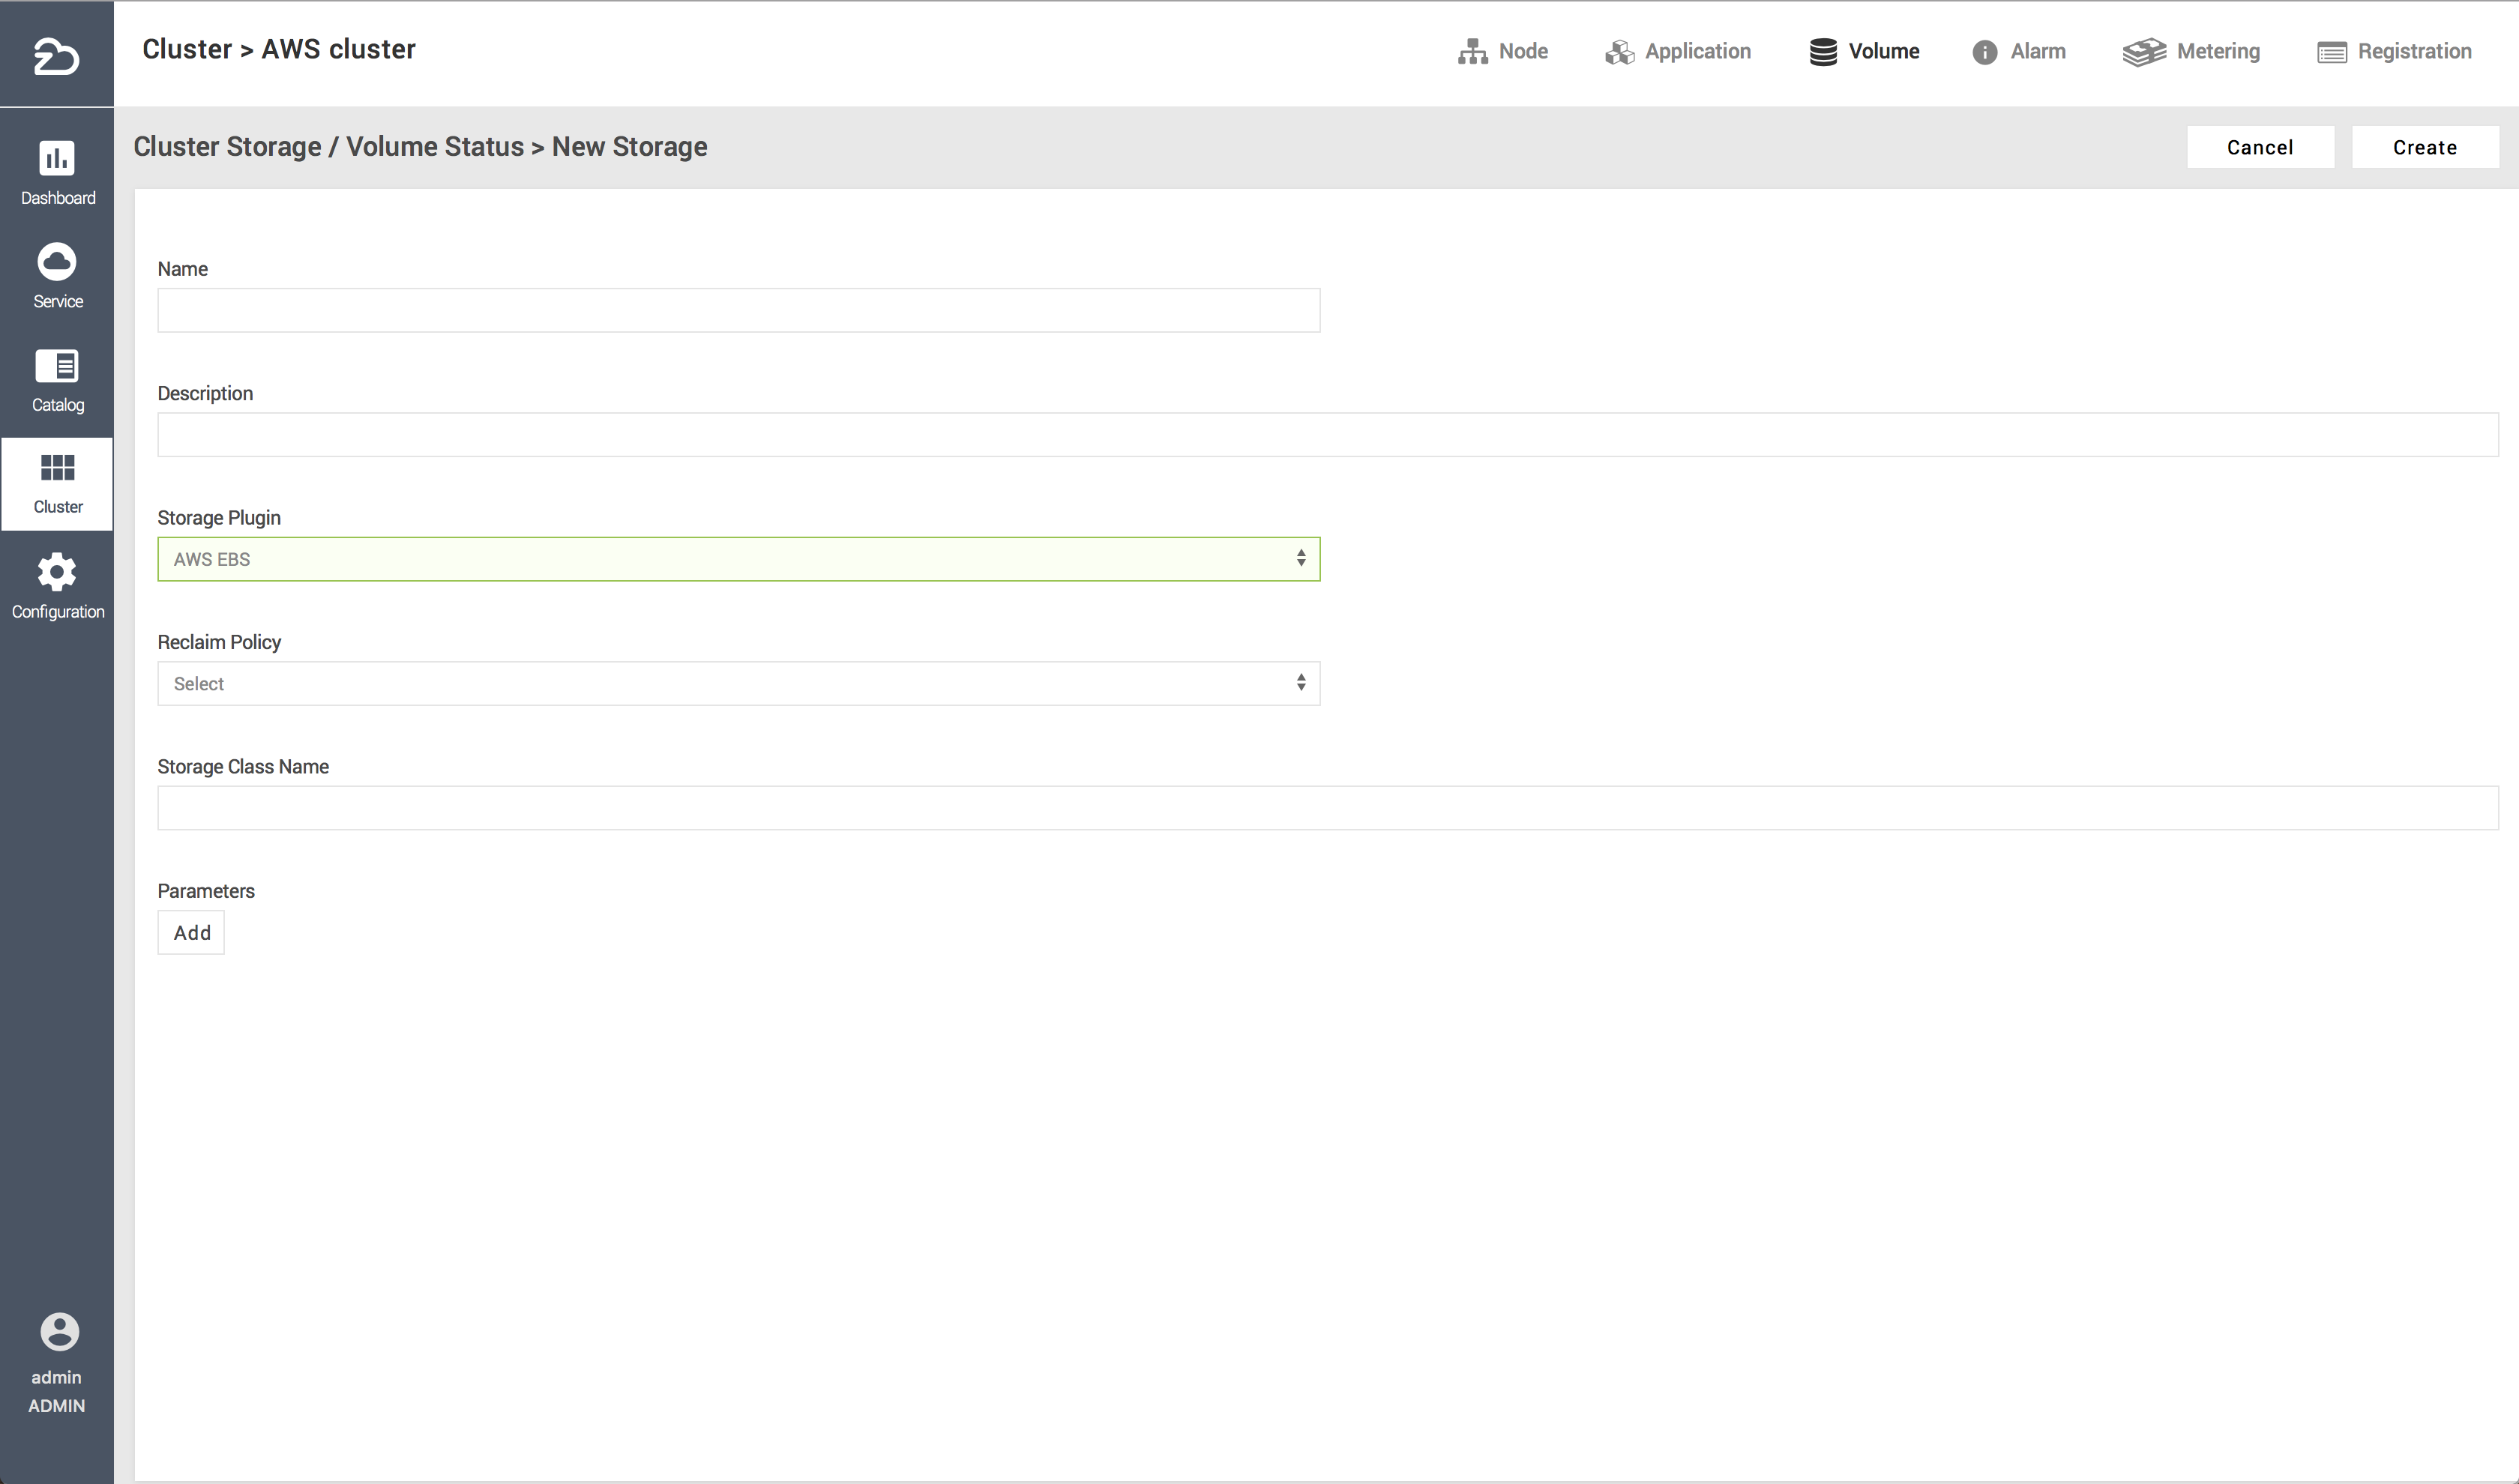 Cluster > AWS cluster
Node
Application
Volume
Alarm
Metering
Registration
Dashboard
Service
Catalog
Cluster
Configuration
admin
ADMIN
Cluster Storage / Volume Status > New Storage
Cancel
Create
Name
Description
Storage Plugin
AWS EBS
Reclaim Policy
Select
Storage Class Name
Parameters
Add